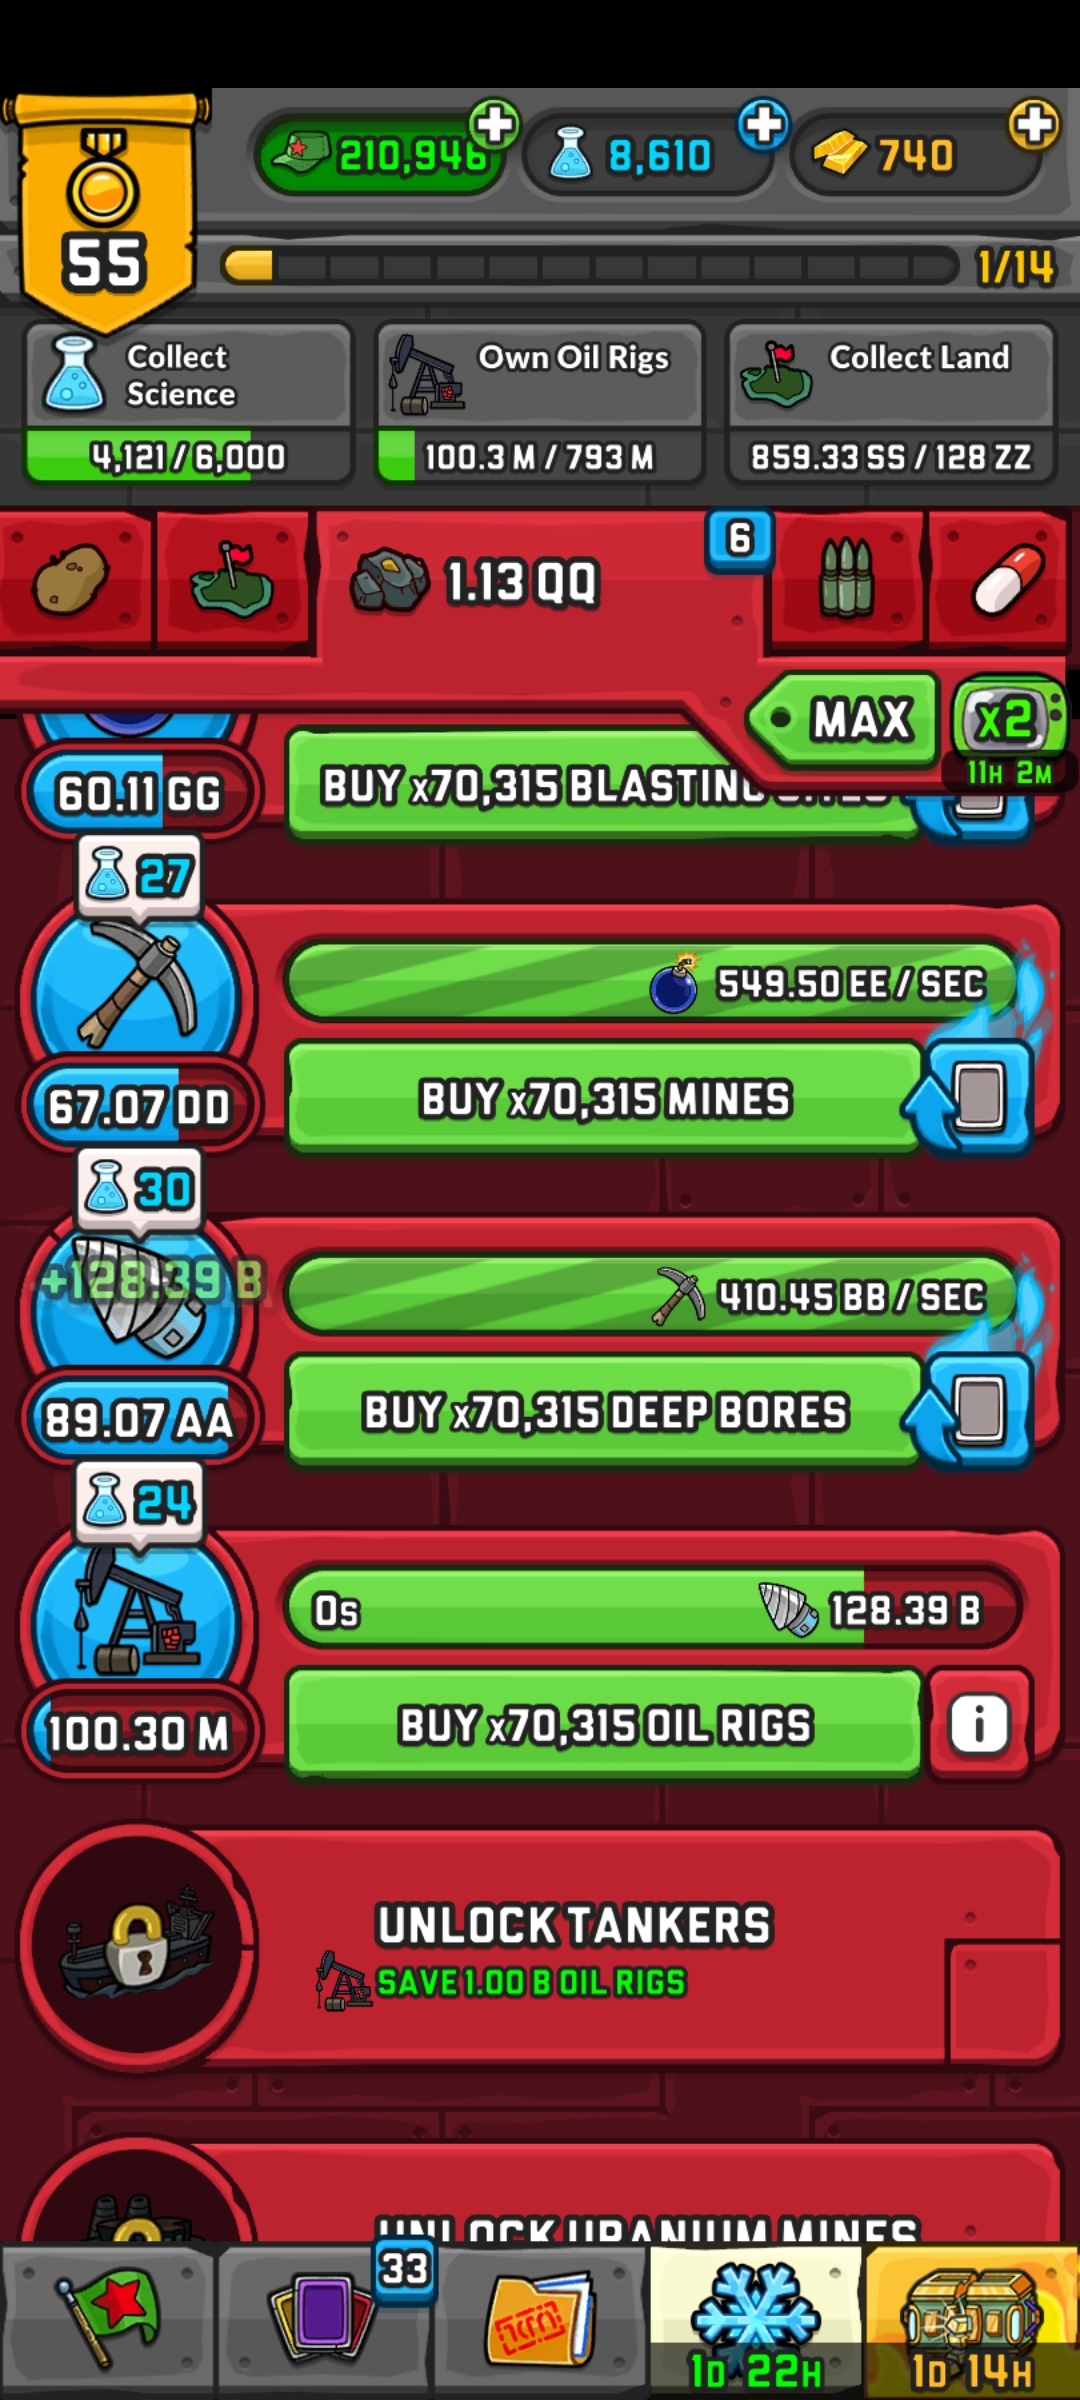 210,946
8,610
740
55
1/14
Collect
Science
4,121 / 6,000
Own Oil Rigs
100.3 M / 793 M
Collect Land
859.33 SS / 128 ZZ
1.13 QQ
6
MAX
x2
11H 2M
60.11 GG
BUY x70,315 BLASTING
27
549.50 EE / SEC
67.07 DD
BUY x70,315 MINES
30
+128.39 B
410.45 BB / SEC
89.07 AA
BUY x70,315 DEEP BORES
24
0s
128.39 B
100.30 M
BUY x70,315 OIL RIGS
i
UNLOCK TANKERS
SAVE 1.00 B OIL RIGS
UNLOCK URANIUM MINES
33
1D 22H
1D 14H